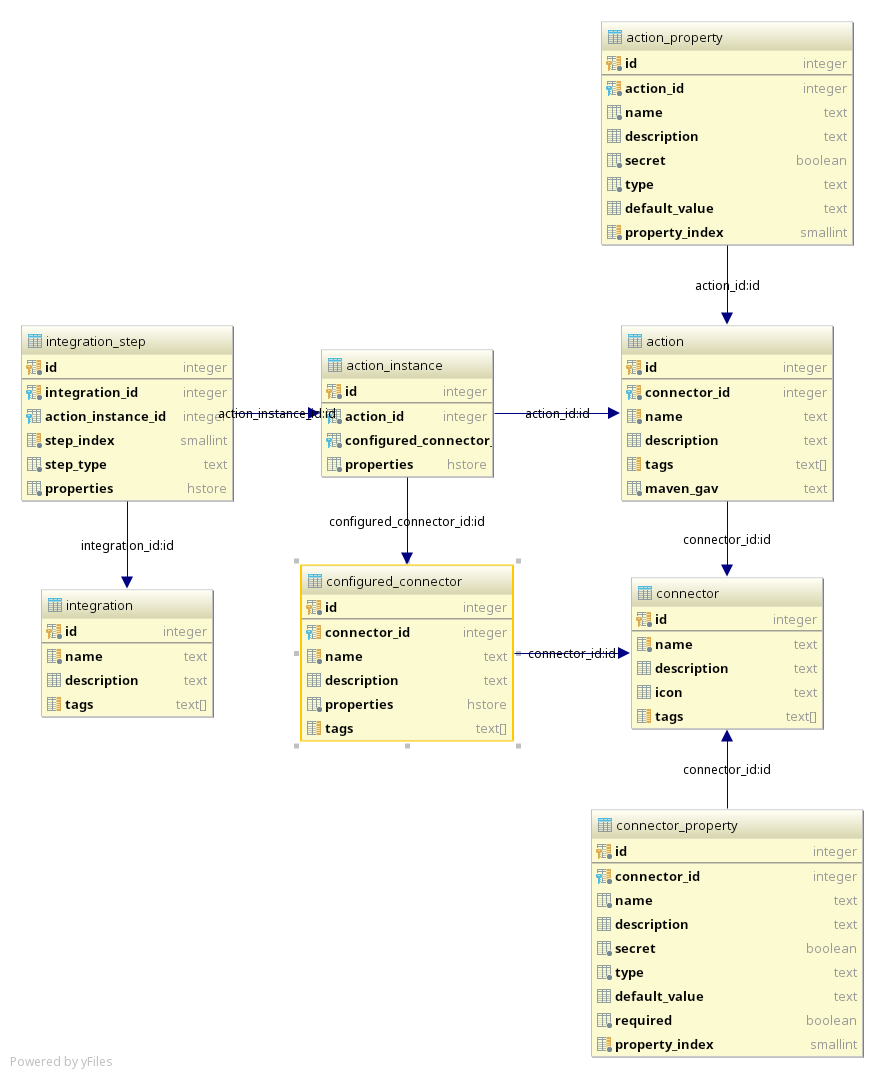 action_property
id integer
action_id integer
name text
description text
secret boolean
type text
default_value text
property_index smallint
action_id:id
integration_step
id integer
integration_id integer
action_instance_id
step_index smallint
step_type text
properties hstore
action_instance_id:id
integration_id:id
action_instance
id integer
action_id integer
configured_connector_
properties hstore
action_id:id
configured_connector_id:id
action
id integer
connector_id integer
name text
description text
tags text[]
maven_gav text
connector_id:id
integration
id integer
name text
description text
tags text[]
configured_connector
id integer
connector_id integer
name text
description text
properties hstore
tags text[]
connector_id:id
connector
id integer
name text
description text
icon text
tags text[]
connector_id:id
connector_property
id integer
connector_id integer
name text
description text
secret boolean
type text
default_value text
required boolean
property_index smallint
Powered by yFiles